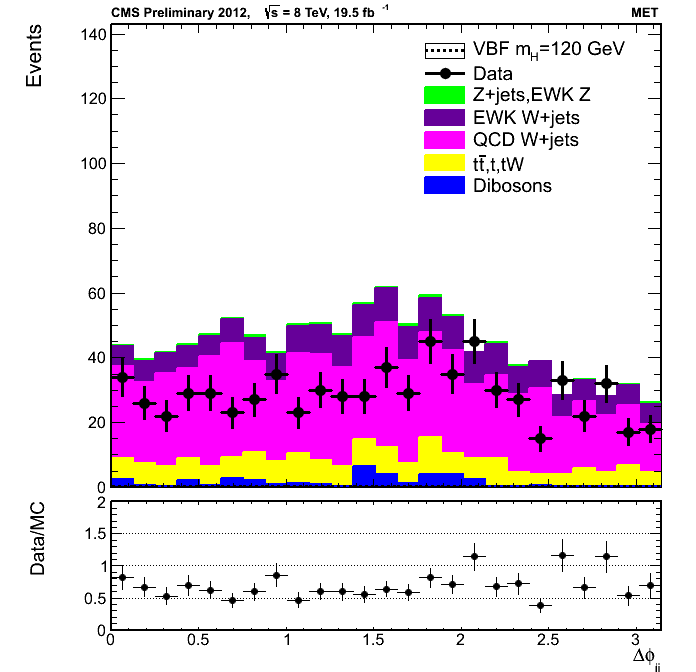 CMS Preliminary 2012, √s = 8 TeV, 19.5 fb⁻¹ MET
Events
140
120
100
80
60
40
20
0
VBF m_H=120 GeV
Data
Z+jets,EWK Z
EWK W+jets
QCD W+jets
tt̄,t,tW
Dibosons
Data/MC
2
1.5
1
0.5
0
0 0.5 1 1.5 2 2.5 3
Δϕ_jj